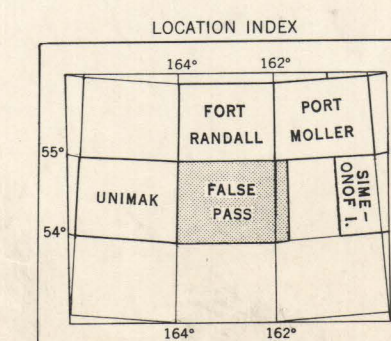 LOCATION INDEX
164° 162°
FORT
RANDALL
PORT
MOLLER
55°
UNIMAK
FALSE
PASS
SIME-
ONOF I.
54°
164° 162°